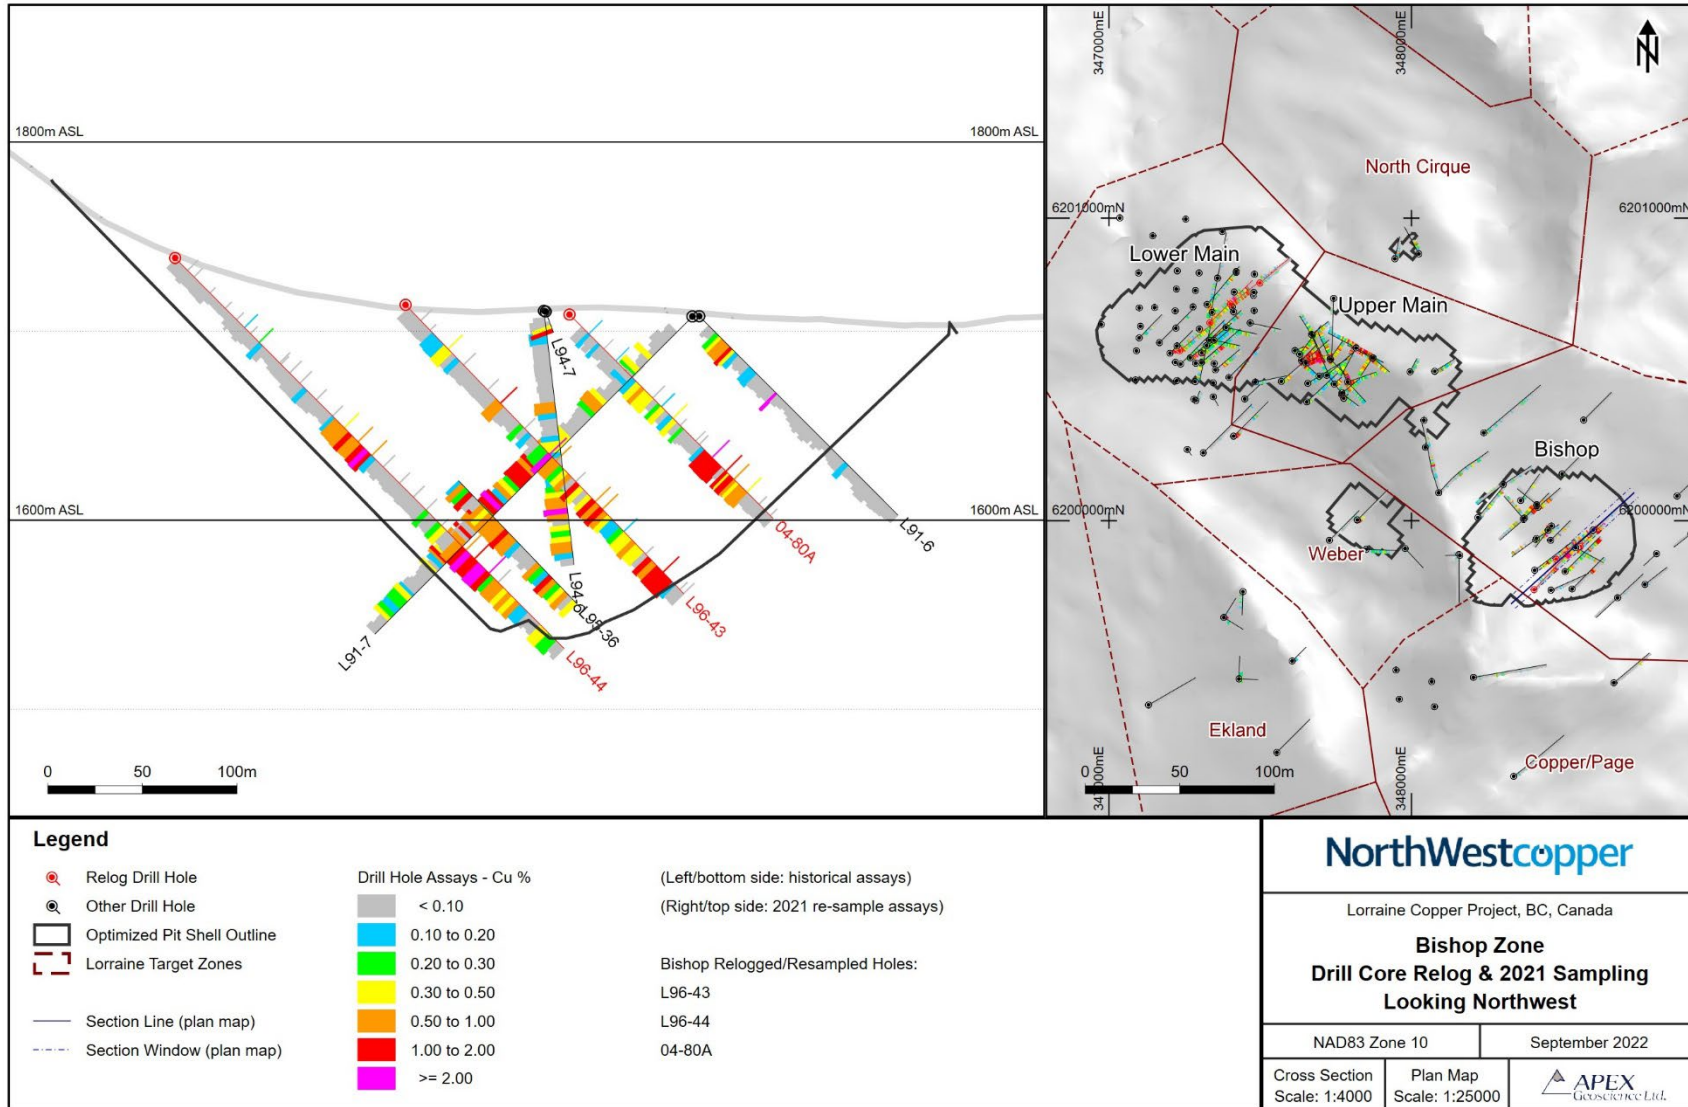 1800m ASL
1800m ASL
L94-7
1600m ASL
1600m ASL
L91-6
04-80A
L94-6
L95-36
L96-43
L91-7
L96-44
0 50 100m
347000mE
348000mE
North Cirque
6201000mN
6201000mN
Lower Main
Upper Main
Bishop
6200000mN
6200000mN
Weber
Ekland
Copper/Page
0 50 100m
347000mE
348000mE
Legend
Relog Drill Hole
Other Drill Hole
Optimized Pit Shell Outline
Lorraine Target Zones
Section Line (plan map)
Section Window (plan map)
Drill Hole Assays - Cu %
< 0.10
0.10 to 0.20
0.20 to 0.30
0.30 to 0.50
0.50 to 1.00
1.00 to 2.00
>= 2.00
(Left/bottom side: historical assays)
(Right/top side: 2021 re-sample assays)
Bishop Relogged/Resampled Holes:
L96-43
L96-44
04-80A
NorthWestcopper
Lorraine Copper Project, BC, Canada
Bishop Zone
Drill Core Relog & 2021 Sampling
Looking Northwest
NAD83 Zone 10
September 2022
Cross Section
Scale: 1:4000
Plan Map
Scale: 1:25000
APEX
Geoscience Ltd.